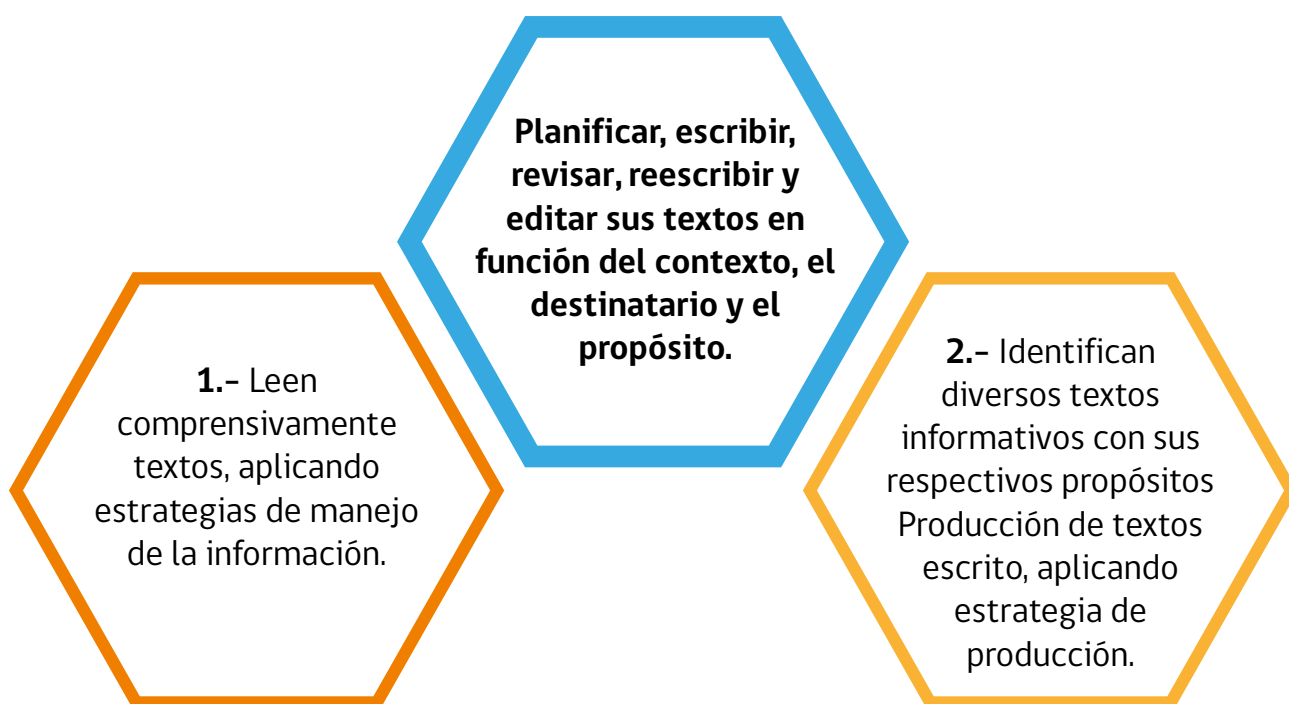 Planificar, escribir,
revisar, reescribir y
editar sus textos en
función del contexto, el
destinatario y el
propósito.
1.- Leen
comprensivamente
textos, aplicando
estrategias de manejo
de la información.
2.- Identifican
diversos textos
informativos con sus
respectivos propósitos
Producción de textos
escrito, aplicando
estrategia de
producción.